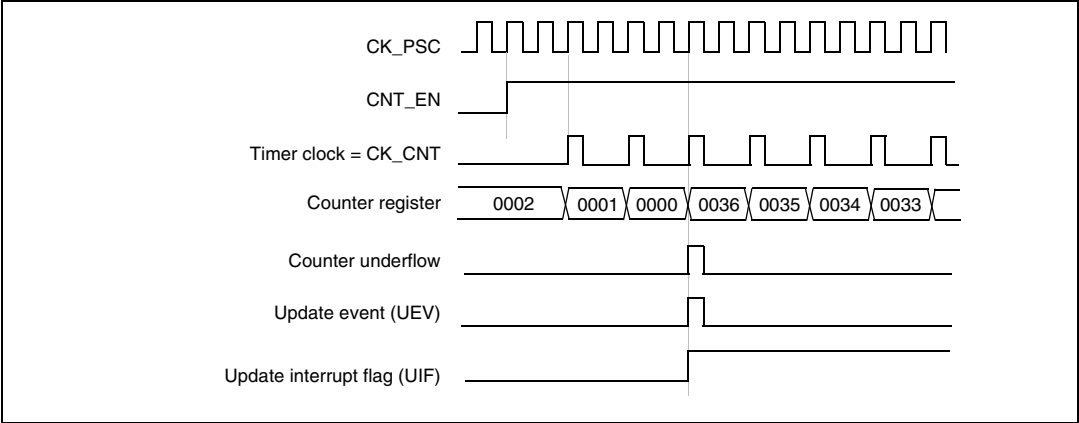 CK_PSC
CNT_EN
Timer clock = CK_CNT
Counter register 0002 0001 0000 0036 0035 0034 0033
Counter underflow
Update event (UEV)
Update interrupt flag (UIF)